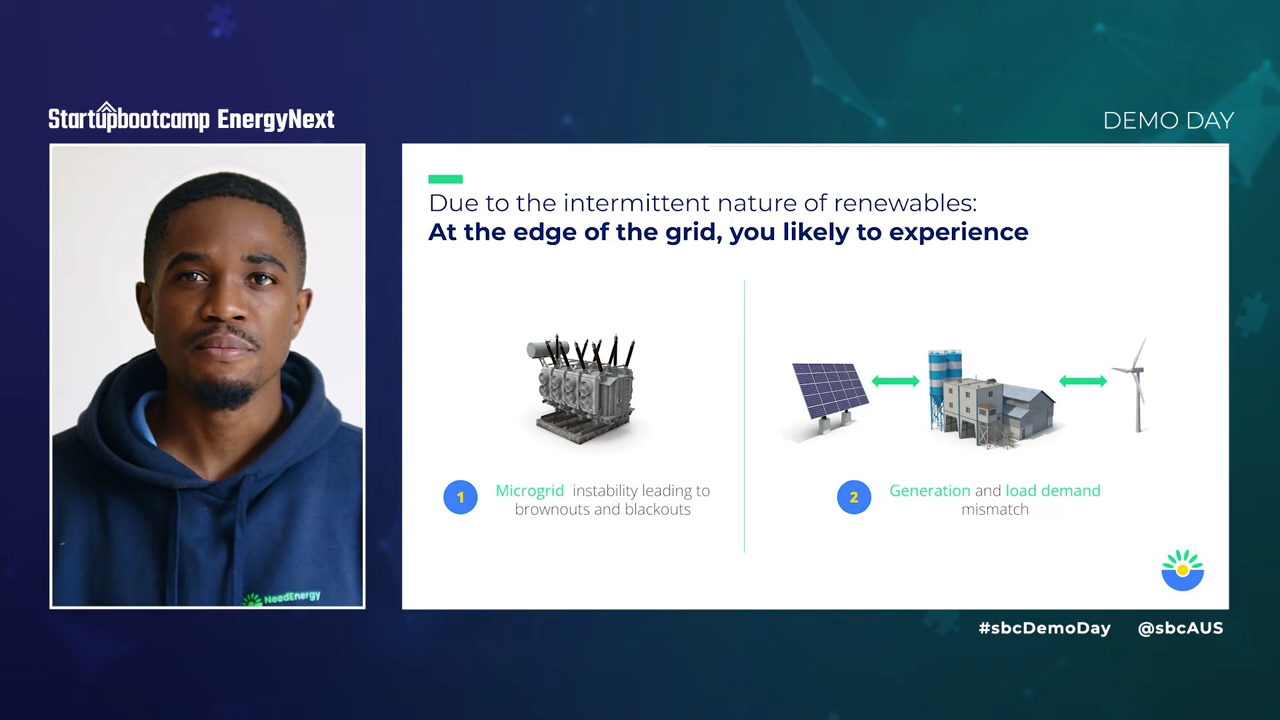 Startupbootcamp EnergyNext
DEMO DAY
Due to the intermittent nature of renewables:
At the edge of the grid, you likely to experience
1
Microgrid instability leading to
brownouts and blackouts
2
Generation and load demand
mismatch
NeedEnergy
#sbcDemoDay @sbcAUS